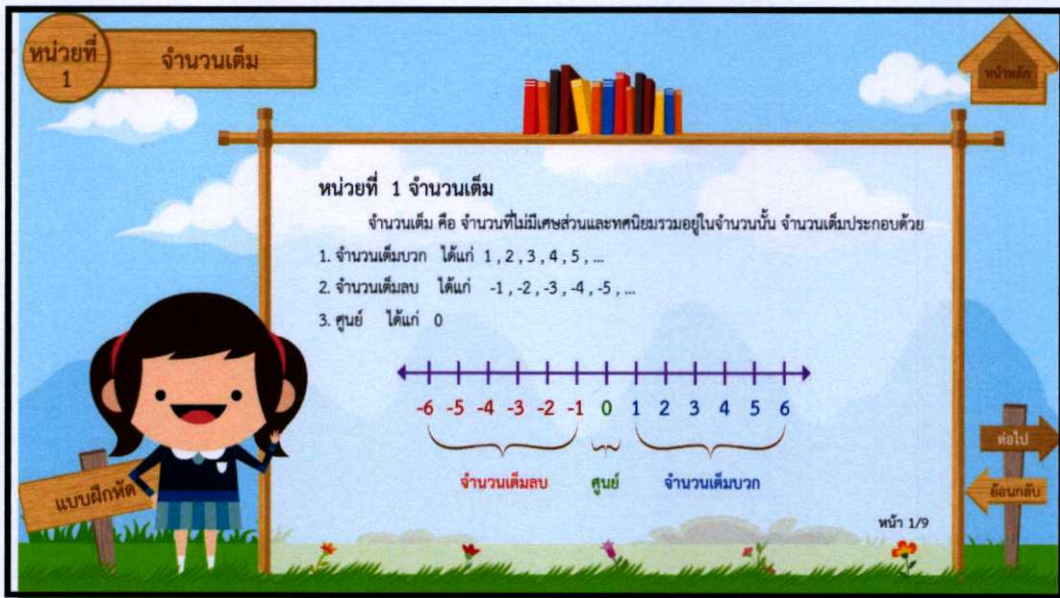 หน่วยที่
1
จำนวนเต็ม
หน้าหลัก
หน่วยที่ 1 จำนวนเต็ม
จำนวนเต็ม คือ จำนวนที่ไม่มีเศษส่วนและทศนิยมรวมอยู่ในจำนวนนั้น จำนวนเต็มประกอบด้วย
1. จำนวนเต็มบวก ได้แก่ 1 , 2 , 3 , 4 , 5 , ...
2. จำนวนเต็มลบ ได้แก่ -1 , -2 , -3 , -4 , -5 , ...
3. ศูนย์ ได้แก่ 0
-6 -5 -4 -3 -2 -1 0 1 2 3 4 5 6
จำนวนเต็มลบ ศูนย์ จำนวนเต็มบวก
ต่อไป
ย้อนกลับ
แบบฝึกหัด
หน้า 1/9